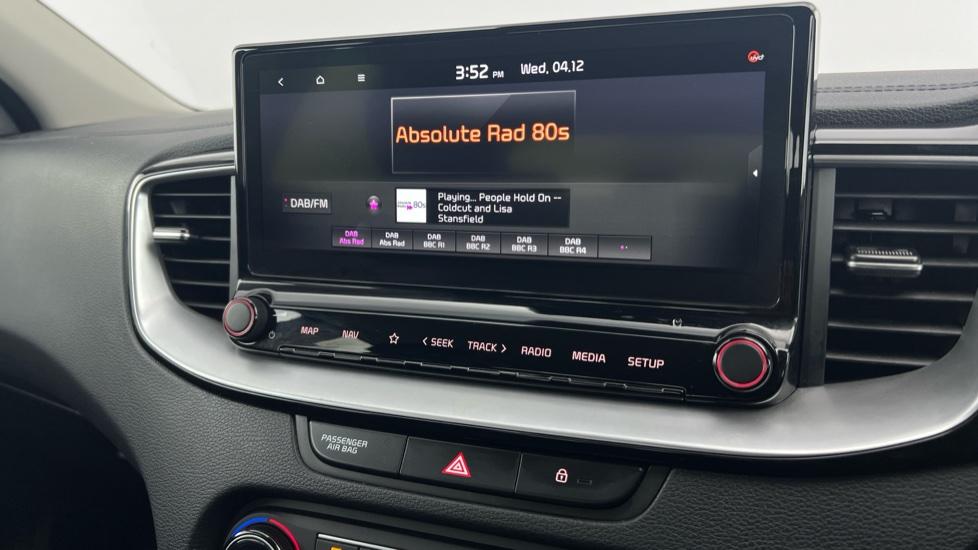 3:52 PM Wed, 04.12
Absolute Rad 80s
DAB/FM
80s
Playing... People Hold On --
Coldcut and Lisa
Stansfield
DAB
Abs Rad
DAB
Abs Rad
DAB
BBC R1
DAB
BBC R2
DAB
BBC R3
DAB
BBC R4
MAP
NAV
< SEEK
TRACK >
RADIO
MEDIA
SETUP
PASSENGER
AIR BAG